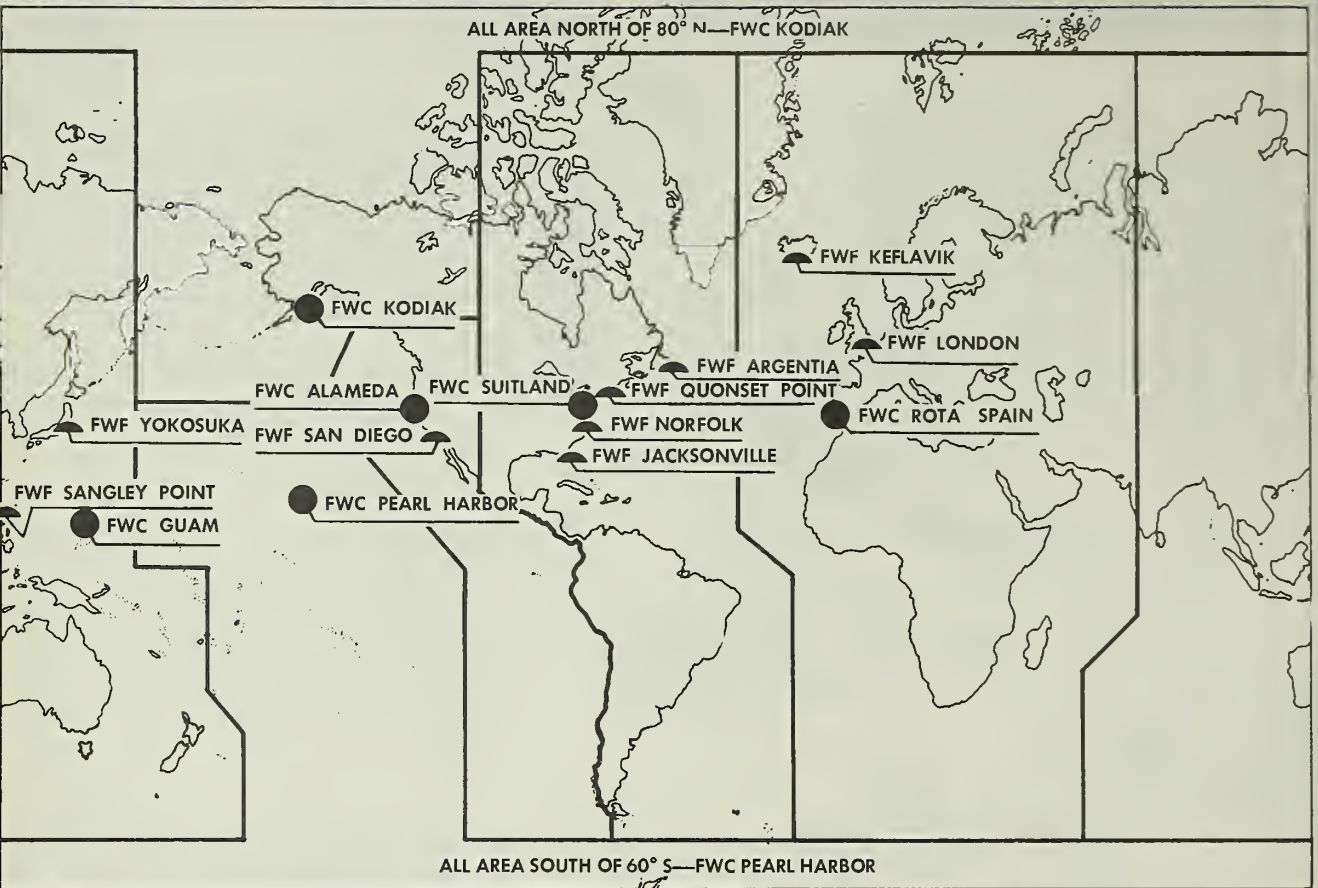 ALL AREA NORTH OF 80° N—FWC KODIAK
FWF KEFLAVIK
FWC KODIAK
FWF LONDON
FWF ARGENTIA
FWC ALAMEDA
FWC SUITLAND
FWF QUONSET POINT
FWC ROTA SPAIN
FWF YOKOSUKA
FWF SAN DIEGO
FWF NORFOLK
FWF JACKSONVILLE
FWF SANGLEY POINT
FWC PEARL HARBOR
FWC GUAM
ALL AREA SOUTH OF 60° S—FWC PEARL HARBOR